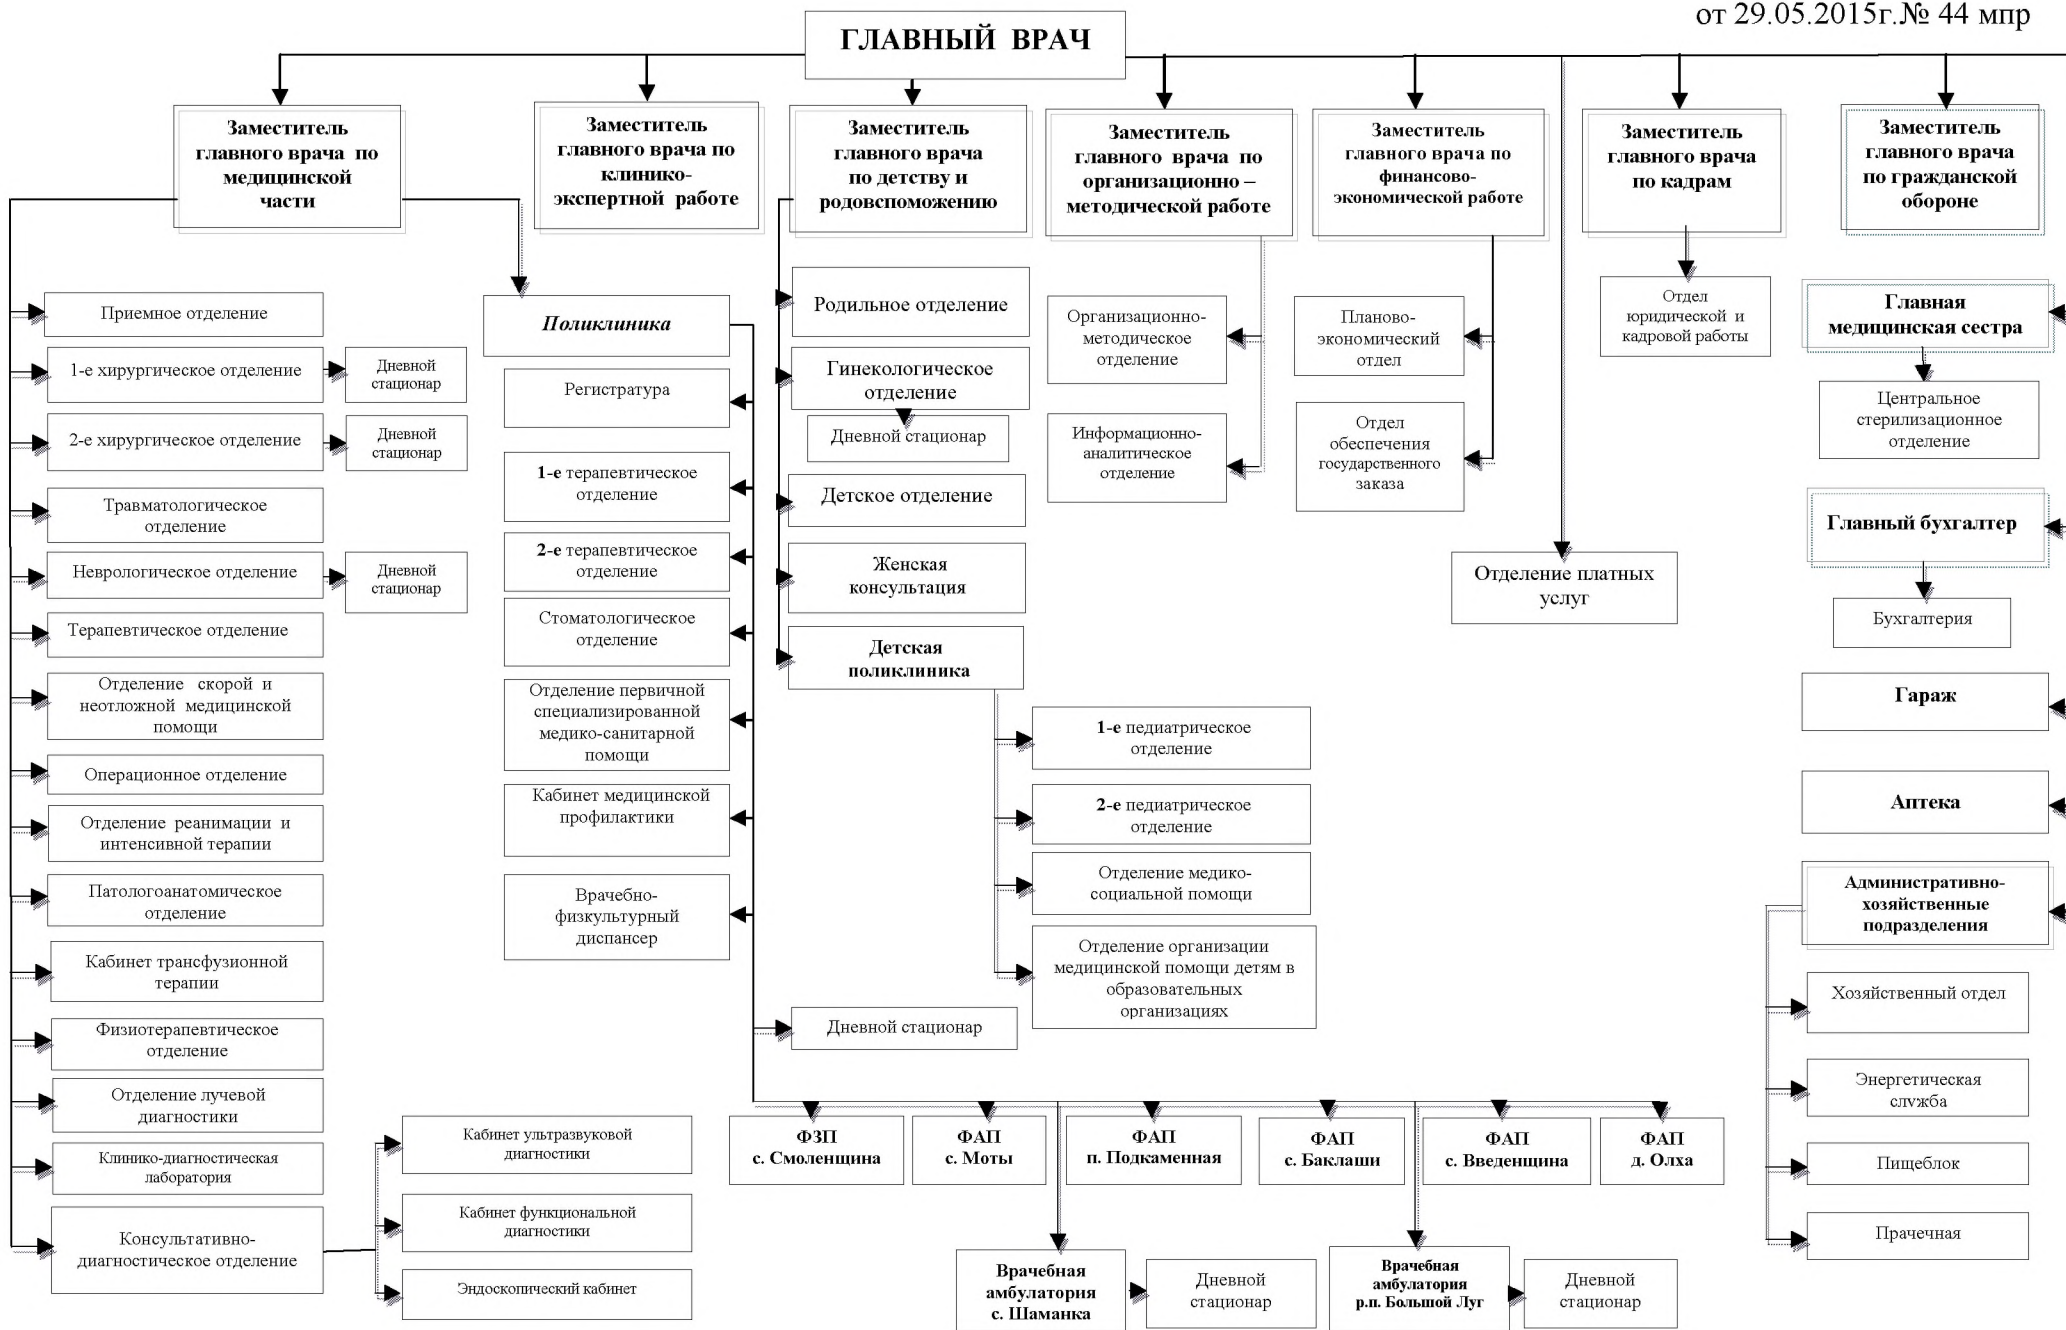 от 29.05.2015г.№ 44 мпр
ГЛАВНЫЙ ВРАЧ
Заместитель
главного врача по
медицинской
части
Заместитель
главного врача по
клинико-
экспертной работе
Заместитель
главного врача
по детству и
родовспоможению
Заместитель
главного врача по
организационно –
методической работе
Заместитель
главного врача по
финансово-
экономической работе
Заместитель
главного врача
по кадрам
Заместитель
главного врача
по гражданской
обороне
Приемное отделение
1-е хирургическое отделение
Дневной
стационар
2-е хирургическое отделение
Дневной
стационар
Травматологическое
отделение
Неврологическое отделение
Дневной
стационар
Терапевтическое отделение
Отделение скорой и
неотложной медицинской
помощи
Операционное отделение
Отделение реанимации и
интенсивной терапии
Патологоанатомическое
отделение
Кабинет трансфузионной
терапии
Физиотерапевтическое
отделение
Отделение лучевой
диагностики
Клинико-диагностическая
лаборатория
Консультативно-
диагностическое отделение
Кабинет ультразвуковой
диагностики
Кабинет функциональной
диагностики
Эндоскопический кабинет
Поликлиника
Регистратура
1-е терапевтическое
отделение
2-е терапевтическое
отделение
Стоматологическое
отделение
Отделение первичной
специализированной
медико-санитарной
помощи
Кабинет медицинской
профилактики
Врачебно-
физкультурный
диспансер
Дневной стационар
ФЗП
с. Смоленщина
ФАП
с. Моты
ФАП
п. Подкаменная
ФАП
с. Баклаши
ФАП
с. Введенщина
ФАП
д. Олха
Врачебная
амбулатория
с. Шаманка
Дневной
стационар
Врачебная
амбулатория
р.п. Большой Луг
Дневной
стационар
Родильное отделение
Гинекологическое
отделение
Дневной стационар
Детское отделение
Женская
консультация
Детская
поликлиника
1-е педиатрическое
отделение
2-е педиатрическое
отделение
Отделение медико-
социальной помощи
Отделение организации
медицинской помощи детям в
образовательных
организациях
Организационно-
методическое
отделение
Информационно-
аналитическое
отделение
Планово-
экономический
отдел
Отдел
обеспечения
государственного
заказа
Отделение платных
услуг
Отдел
юридической и
кадровой работы
Главная
медицинская сестра
Центральное
стерилизационное
отделение
Главный бухгалтер
Бухгалтерия
Гараж
Аптека
Административно-
хозяйственные
подразделения
Хозяйственный отдел
Энергетическая
служба
Пищеблок
Прачечная